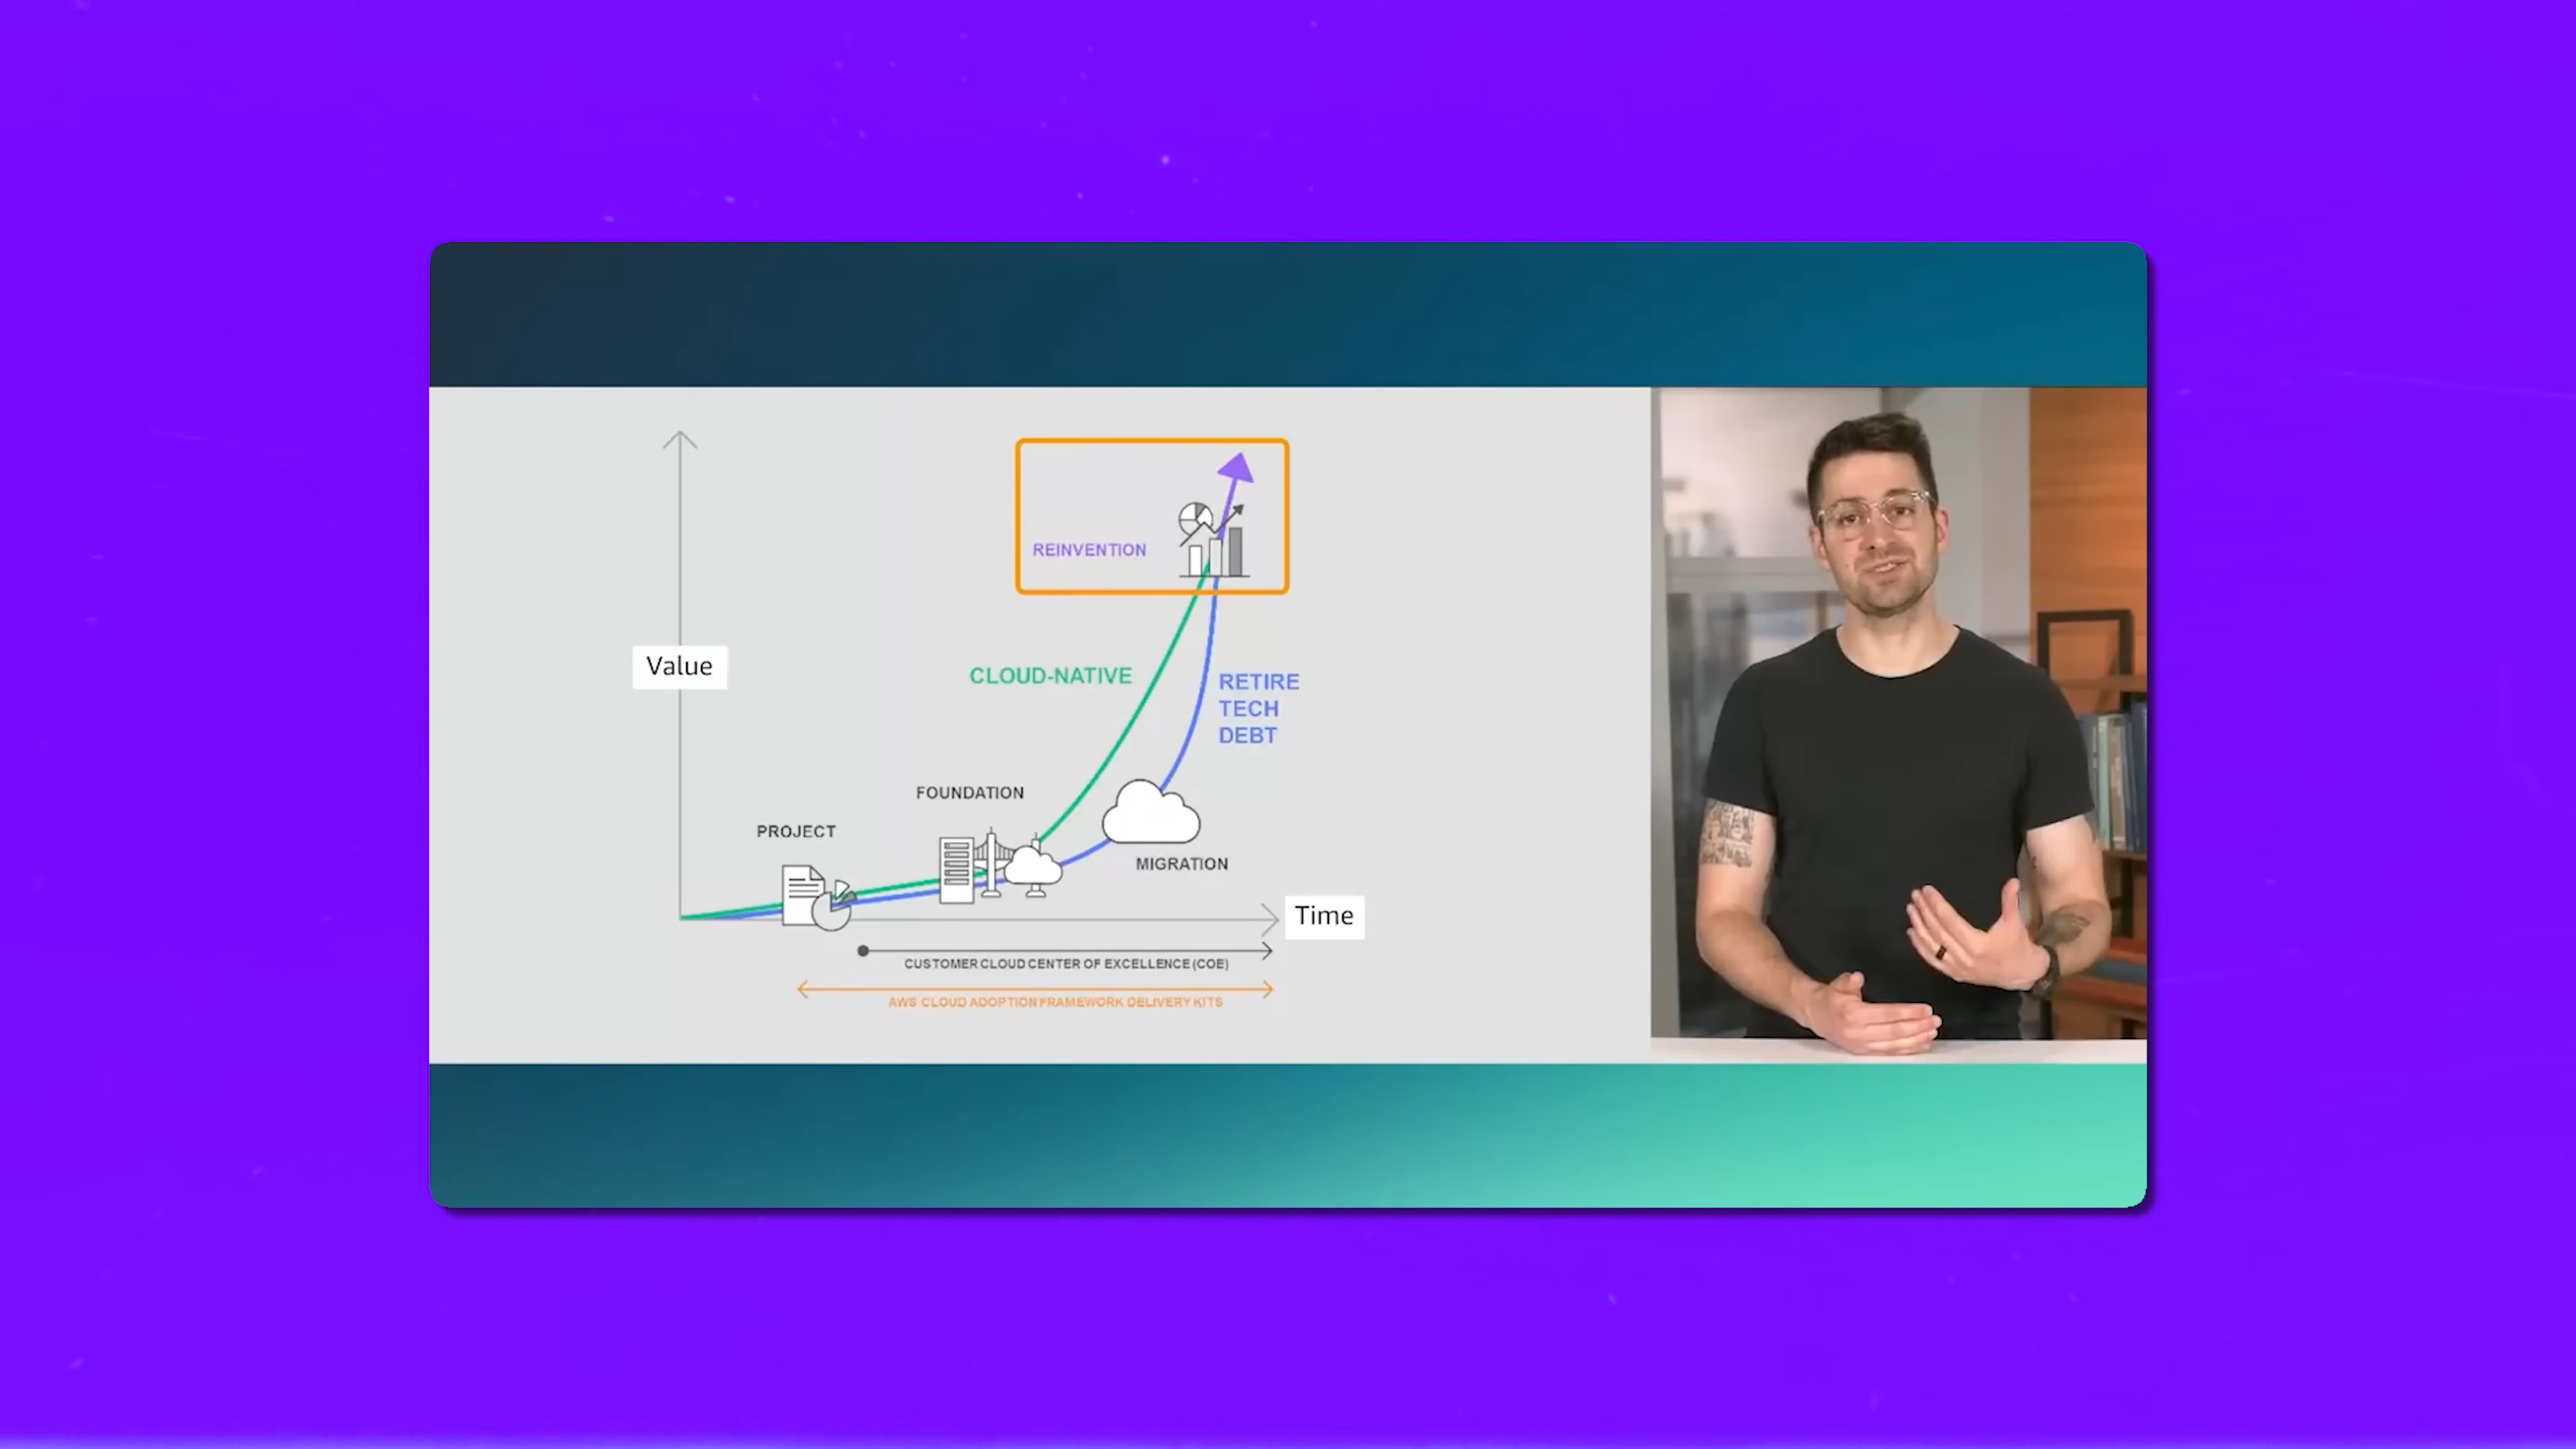 REINVENTION
Value
CLOUD-NATIVE
RETIRE
TECH
DEBT
FOUNDATION
PROJECT
MIGRATION
Time
CUSTOMER CLOUD CENTER OF EXCELLENCE (COE)
AWS CLOUD ADOPTION FRAMEWORK DELIVERY KITS